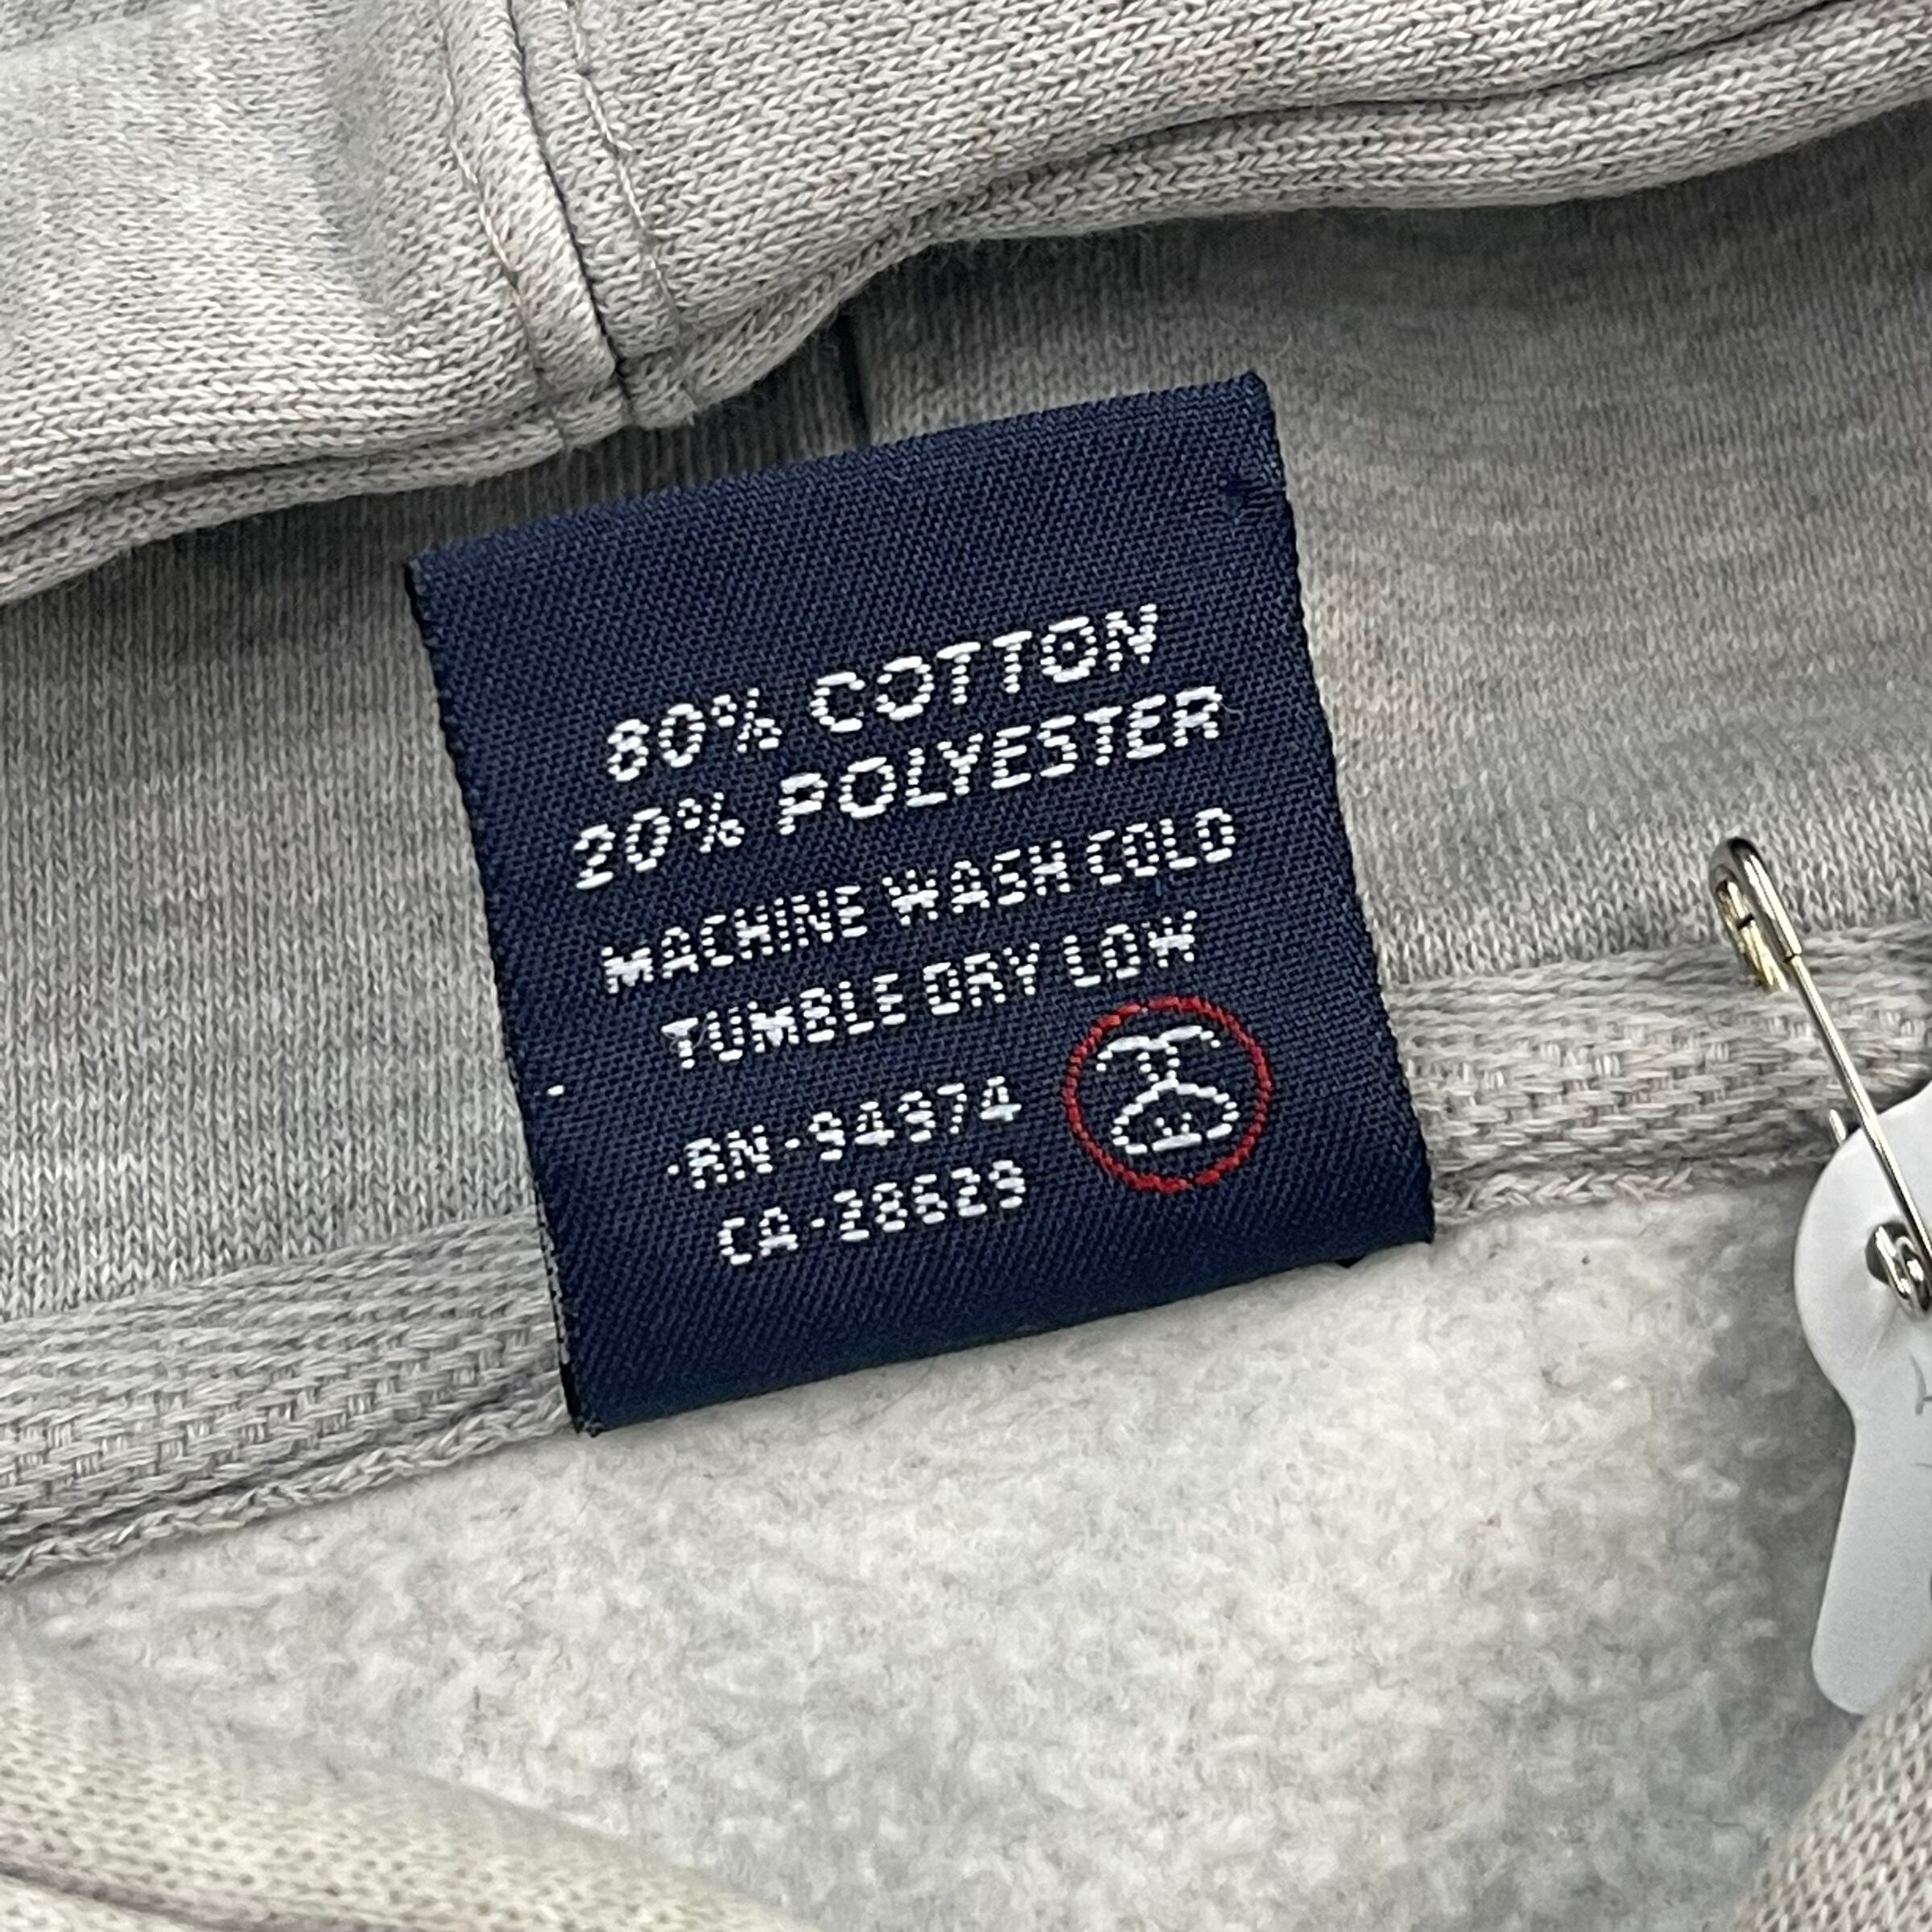 80% COTTON
20% POLYESTER
MACHINE WASH COLD
TUMBLE DRY LOW
RN-94974
CA-28629